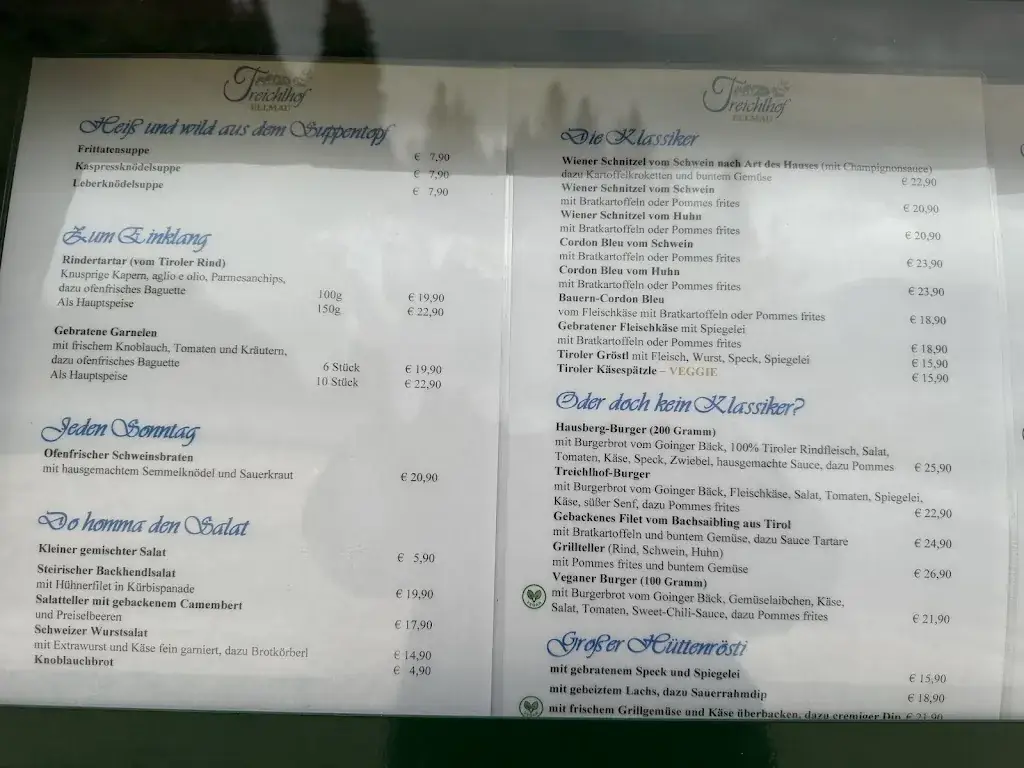 Treichlhof
ELLMAU
Heiß und wild aus dem Suppentopf
Frittatensuppe € 7,90
Kaspressknödelsuppe € 7,90
Leberknödelsuppe € 7,90
Zum Einklang
Rindertartar (vom Tiroler Rind)
Knusprige Kapern, aglio e olio, Parmesanchips,
dazu ofenfrisches Baguette 100g € 19,90
Als Hauptspeise 150g € 22,90
Gebratene Garnelen
mit frischem Knoblauch, Tomaten und Kräutern,
dazu ofenfrisches Baguette 6 Stück € 19,90
Als Hauptspeise 10 Stück € 22,90
Jeden Sonntag
Ofenfrischer Schweinsbraten
mit hausgemachtem Semmelknödel und Sauerkraut € 20,90
Do homma den Salat
Kleiner gemischter Salat € 5,90
Steirischer Backhendlsalat
mit Hühnerfilet in Kürbispanade € 19,90
Salatteller mit gebackenem Camembert
und Preiselbeeren € 17,90
Schweizer Wurstsalat
mit Extrawurst und Käse fein garniert, dazu Brotkörberl € 14,90
Knoblauchbrot € 4,90
Treichlhof
ELLMAU
Die Klassiker
Wiener Schnitzel vom Schwein nach Art des Hauses (mit Champignonsauce)
dazu Kartoffelkroketten und buntem Gemüse € 22,90
Wiener Schnitzel vom Schwein
mit Bratkartoffeln oder Pommes frites € 20,90
Wiener Schnitzel vom Huhn
mit Bratkartoffeln oder Pommes frites € 20,90
Cordon Bleu vom Schwein
mit Bratkartoffeln oder Pommes frites € 23,90
Cordon Bleu vom Huhn
mit Bratkartoffeln oder Pommes frites € 23,90
Bauern-Cordon Bleu
vom Fleischkäse mit Bratkartoffeln oder Pommes frites € 18,90
Gebratener Fleischkäse mit Spiegelei
mit Bratkartoffeln oder Pommes frites € 18,90
Tiroler Gröstl mit Fleisch, Wurst, Speck, Spiegelei € 15,90
Tiroler Käsespätzle – VEGGIE € 15,90
Oder doch kein Klassiker?
Hausberg-Burger (200 Gramm)
mit Burgerbrot vom Goinger Bäck, 100% Tiroler Rindfleisch, Salat,
Tomaten, Käse, Speck, Zwiebel, hausgemachte Sauce, dazu Pommes € 25,90
Treichlhof-Burger
mit Burgerbrot vom Goinger Bäck, Fleischkäse, Salat, Tomaten, Spiegelei,
Käse, süßer Senf, dazu Pommes frites € 22,90
Gebackenes Filet vom Bachsaibling aus Tirol
mit Bratkartoffeln und buntem Gemüse, dazu Sauce Tartare € 24,90
Grillteller (Rind, Schwein, Huhn)
mit Pommes frites und buntem Gemüse € 26,90
Veganer Burger (100 Gramm)
mit Burgerbrot vom Goinger Bäck, Gemüselaibchen, Käse,
Salat, Tomaten, Sweet-Chili-Sauce, dazu Pommes frites € 21,90
Großer Hüttenrösti
mit gebratenem Speck und Spiegelei € 15,90
mit gebeiztem Lachs, dazu Sauerrahmdip € 18,90
mit frischem Grillgemüse und Käse überbacken, dazu cremiger Dip € 21,90